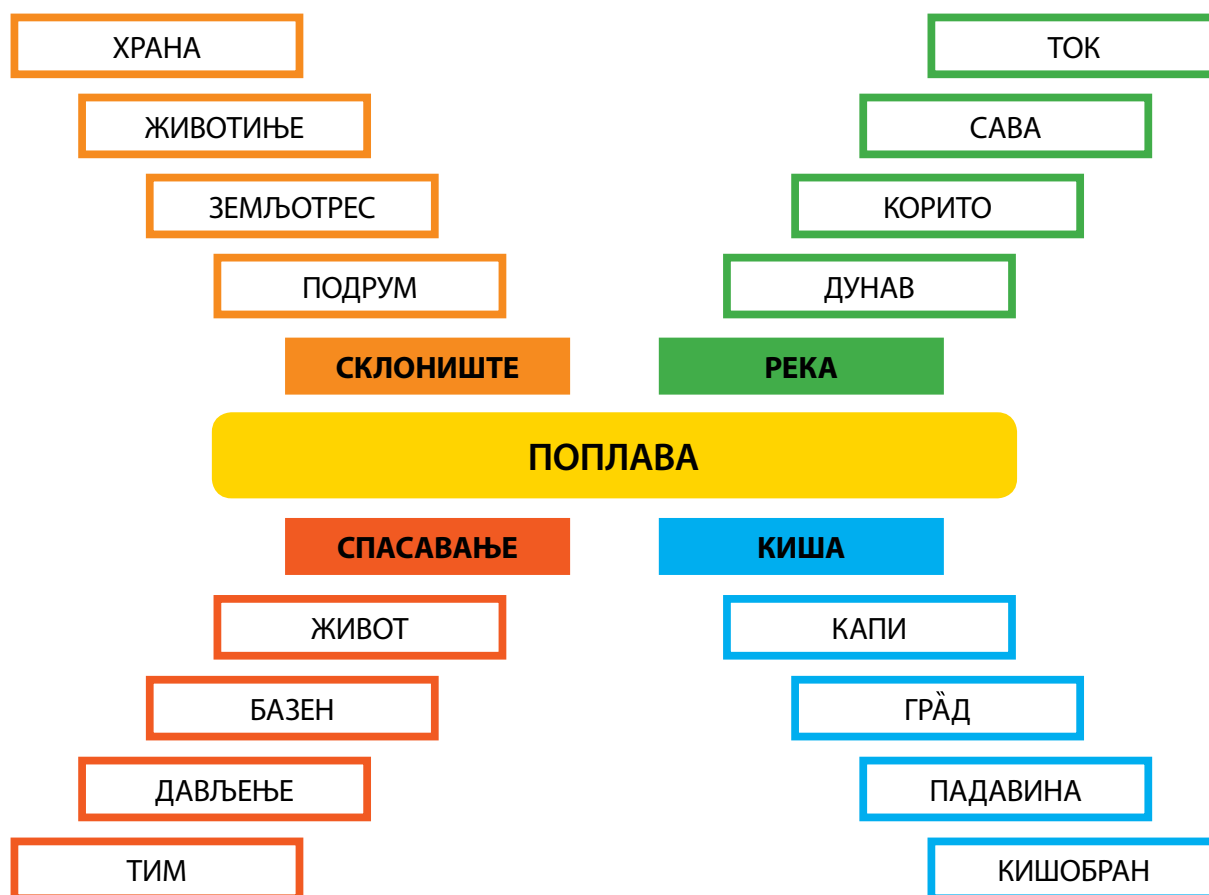 ХРАНА ТОК
ЖИВОТИЊЕ САВА
ЗЕМЉОТРЕС КОРИТО
ПОДРУМ ДУНАВ
СКЛОНИШТЕ РЕКА
ПОПЛАВА
СПАСАВАЊЕ КИША
ЖИВОТ КАПИ
БАЗЕН ГРȀД
ДАВЉЕЊЕ ПАДАВИНА
ТИМ КИШОБРАН